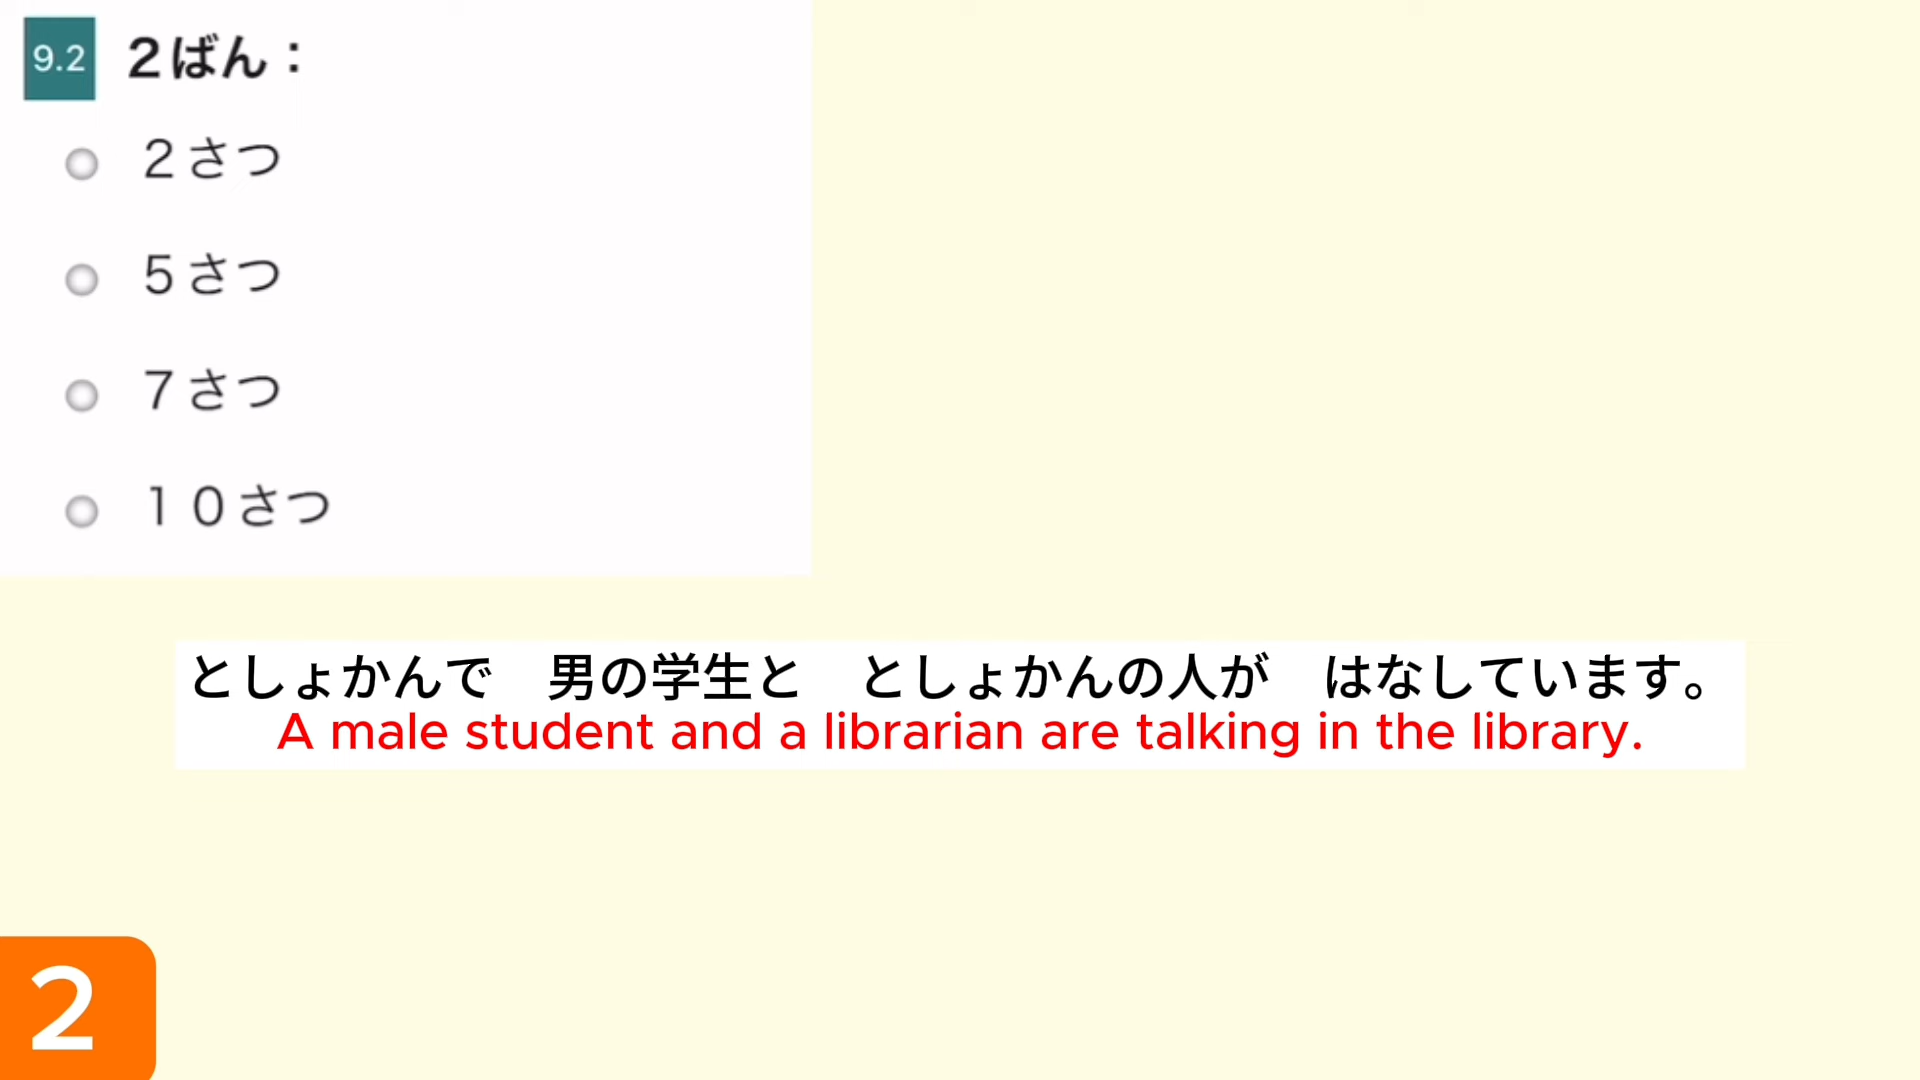 9.2 ２ばん：
２さつ
５さつ
７さつ
１０さつ
としょかんで　男の学生と　としょかんの人が　はなしています。
A male student and a librarian are talking in the library.
2